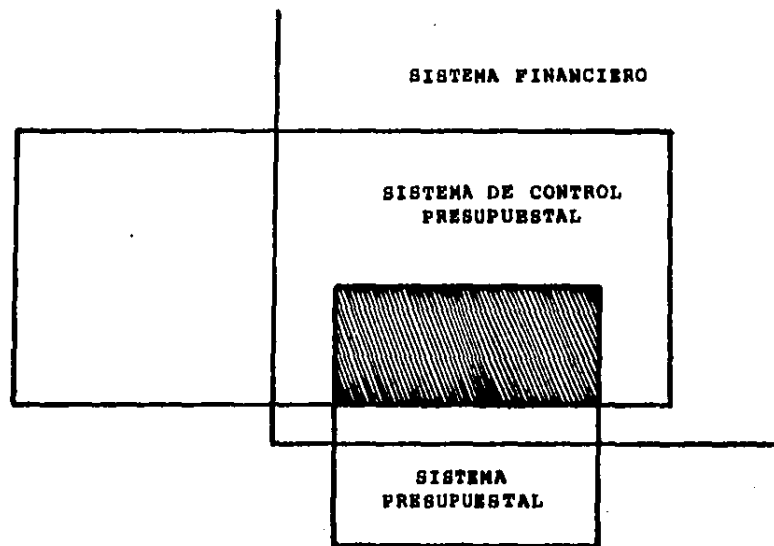 SISTEMA FINANCIERO
SISTEMA DE CONTROL
PRESUPUESTAL
SISTEMA
PRESUPUESTAL